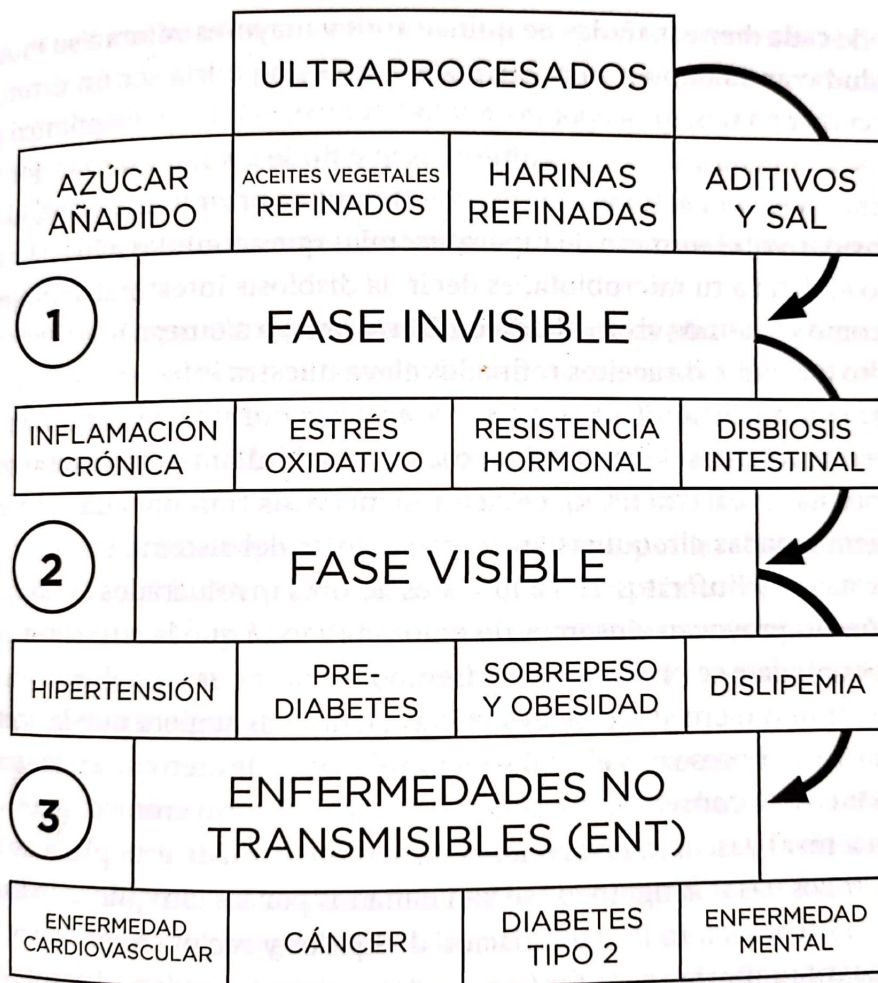 ULTRAPROCESADOS
AZÚCAR AÑADIDO
ACEITES VEGETALES REFINADOS
HARINAS REFINADAS
ADITIVOS Y SAL
1
FASE INVISIBLE
INFLAMACIÓN CRÓNICA
ESTRÉS OXIDATIVO
RESISTENCIA HORMONAL
DISBIOSIS INTESTINAL
2
FASE VISIBLE
HIPERTENSIÓN
PRE-
DIABETES
SOBREPESO
Y OBESIDAD
DISLIPEMIA
3
ENFERMEDADES NO
TRANSMISIBLES (ENT)
ENFERMEDAD
CARDIOVASCULAR
CÁNCER
DIABETES
TIPO 2
ENFERMEDAD
MENTAL